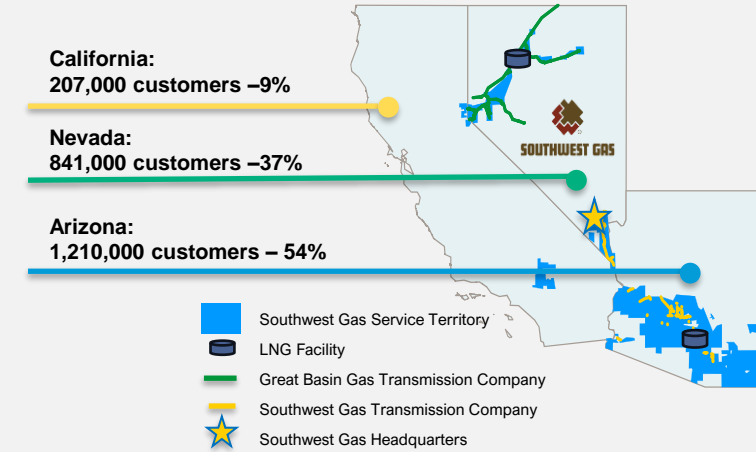 California:
207,000 customers –9%
Nevada:
841,000 customers –37%
SOUTHWEST GAS
Arizona:
1,210,000 customers – 54%
Southwest Gas Service Territory
LNG Facility
Great Basin Gas Transmission Company
Southwest Gas Transmission Company
Southwest Gas Headquarters